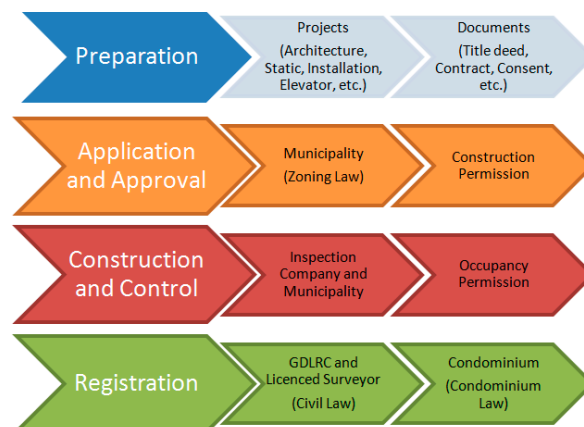 Preparation
Projects
(Architecture,
Static, Installation,
Elevator, etc.)
Documents
(Title deed,
Contract, Consent,
etc.)
Application
and Approval
Municipality
(Zoning Law)
Construction
Permission
Construction
and Control
Inspection
Company and
Municipality
Occupancy
Permission
Registration
GDLRC and
Licenced Surveyor
(Civil Law)
Condominium
(Condominium
Law)